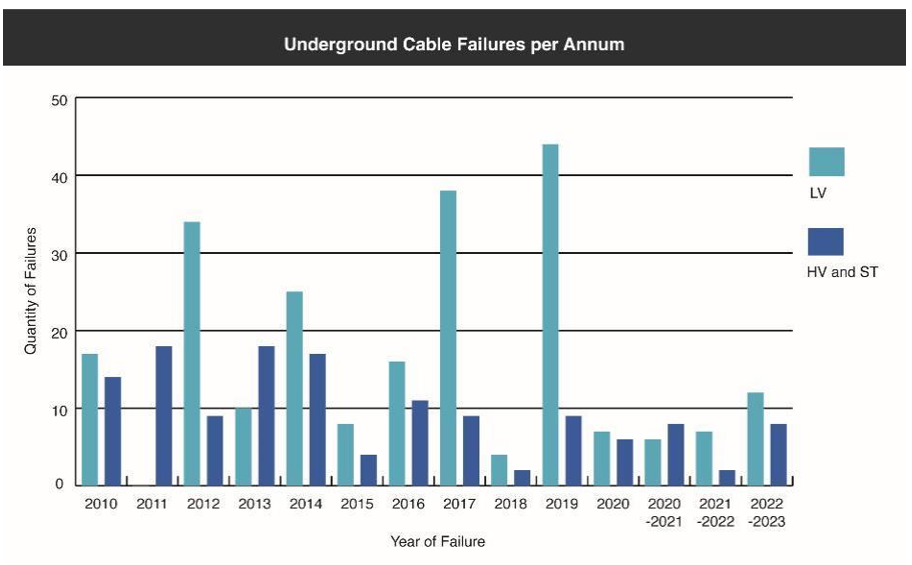 Underground Cable Failures per Annum
50
40
30
20
10
0
Quantity of Failures
2010 2011 2012 2013 2014 2015 2016 2017 2018 2019 2020 2020 2021 2022
-2021 -2022 -2023
Year of Failure
LV
HV and ST